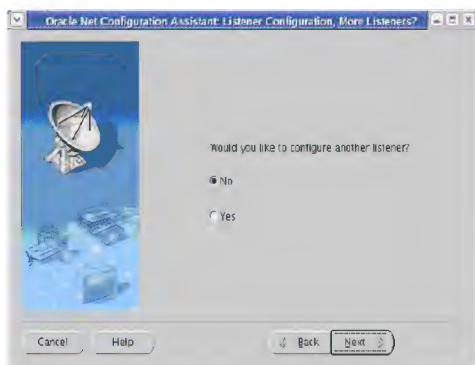 Oracle Net Configuration Assistant: Listener Configuration, More Listeners?
Would you like to configure another listener?
No
Yes
Cancel
Help
Back
Next